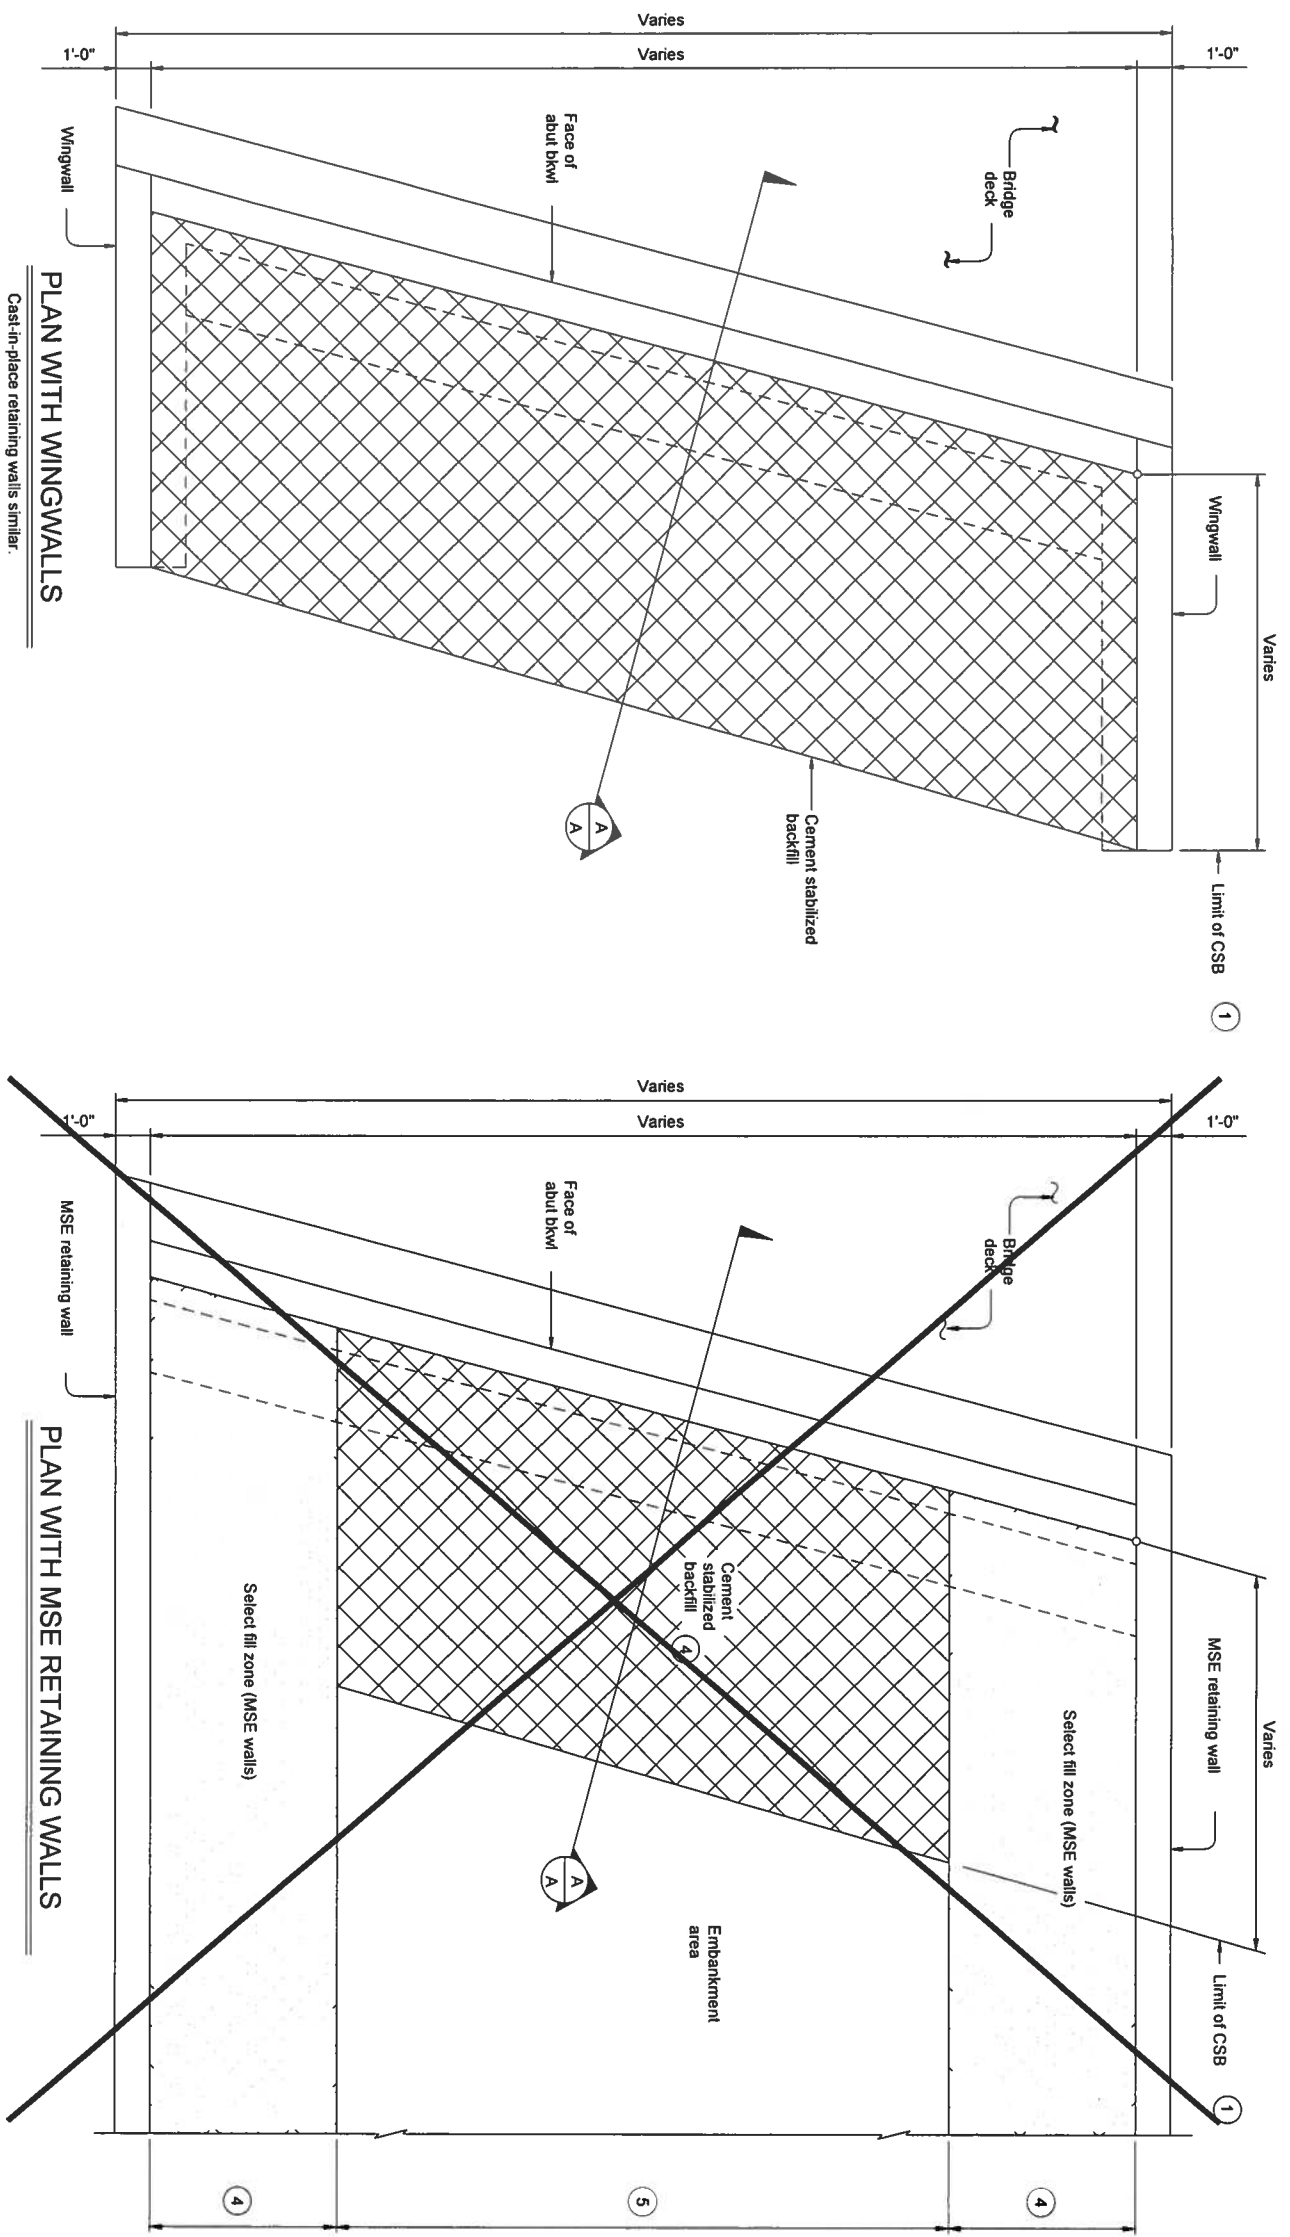 Varies
Varies
1'-0"
1'-0"
Bridge
deck
Face of
abut bkwl
Wingwall
Wingwall
Varies
Limit of CSB
1
Cement stabilized
backfill
A
A
PLAN WITH WINGWALLS
Cast-in-place retaining walls similar.
Varies
Varies
1'-0"
1'-0"
Bridge
deck
Face of
abut bkwl
MSE retaining wall
MSE retaining wall
Varies
Limit of CSB
1
Cement
stabilized
backfill
4
Select fill zone (MSE walls)
Select fill zone (MSE walls)
Embankment
area
A
A
4
5
4
PLAN WITH MSE RETAINING WALLS